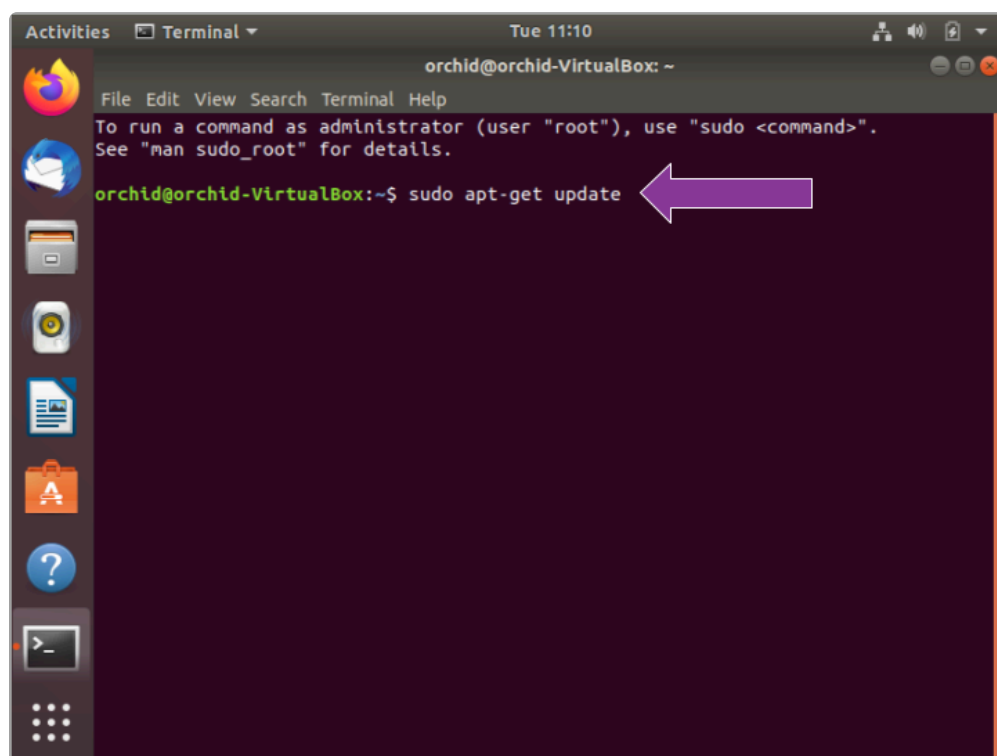 Activities Terminal Tue 11:10
orchid@orchid-VirtualBox: ~
File Edit View Search Terminal Help
To run a command as administrator (user "root"), use "sudo <command>".
See "man sudo_root" for details.
orchid@orchid-VirtualBox:~$ sudo apt-get update